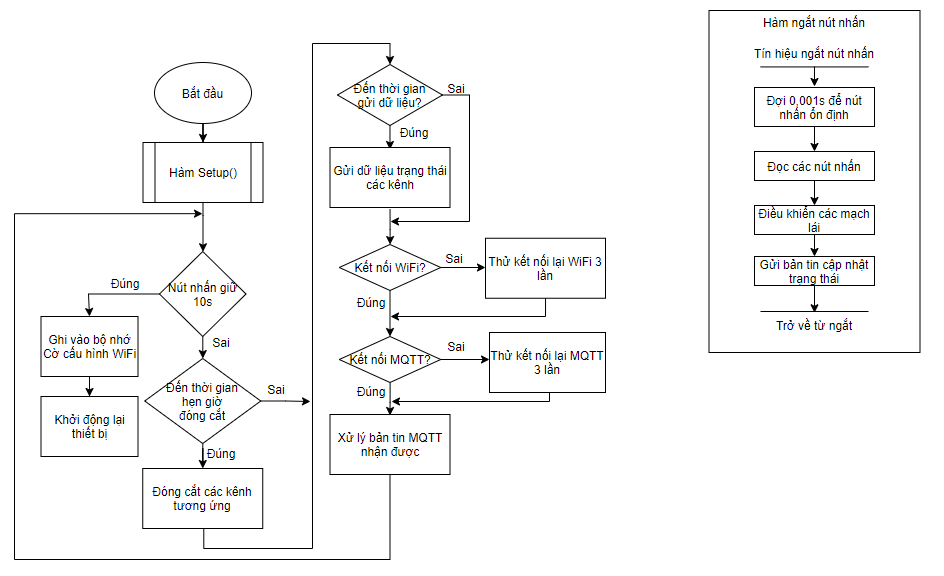 Bắt đầu
Hàm Setup()
Nút nhấn giữ
10s
Đúng
Sai
Ghi vào bộ nhớ
Cờ cấu hình WiFi
Khởi động lại
thiết bị
Đến thời gian
hẹn giờ
đóng cắt
Sai
Đúng
Đóng cắt các kênh
tương ứng
Đến thời gian
gửi dữ liệu?
Sai
Đúng
Gửi dữ liệu trạng thái
các kênh
Kết nối WiFi?
Sai
Thử kết nối lại WiFi 3
lần
Đúng
Kết nối MQTT?
Sai
Thử kết nối lại MQTT
3 lần
Đúng
Xử lý bản tin MQTT
nhận được
Hàm ngắt nút nhấn
Tín hiệu ngắt nút nhấn
Đợi 0,001s để nút
nhấn ổn định
Đọc các nút nhấn
Điều khiển các mạch
lái
Gửi bản tin cập nhật
trạng thái
Trở về từ ngắt